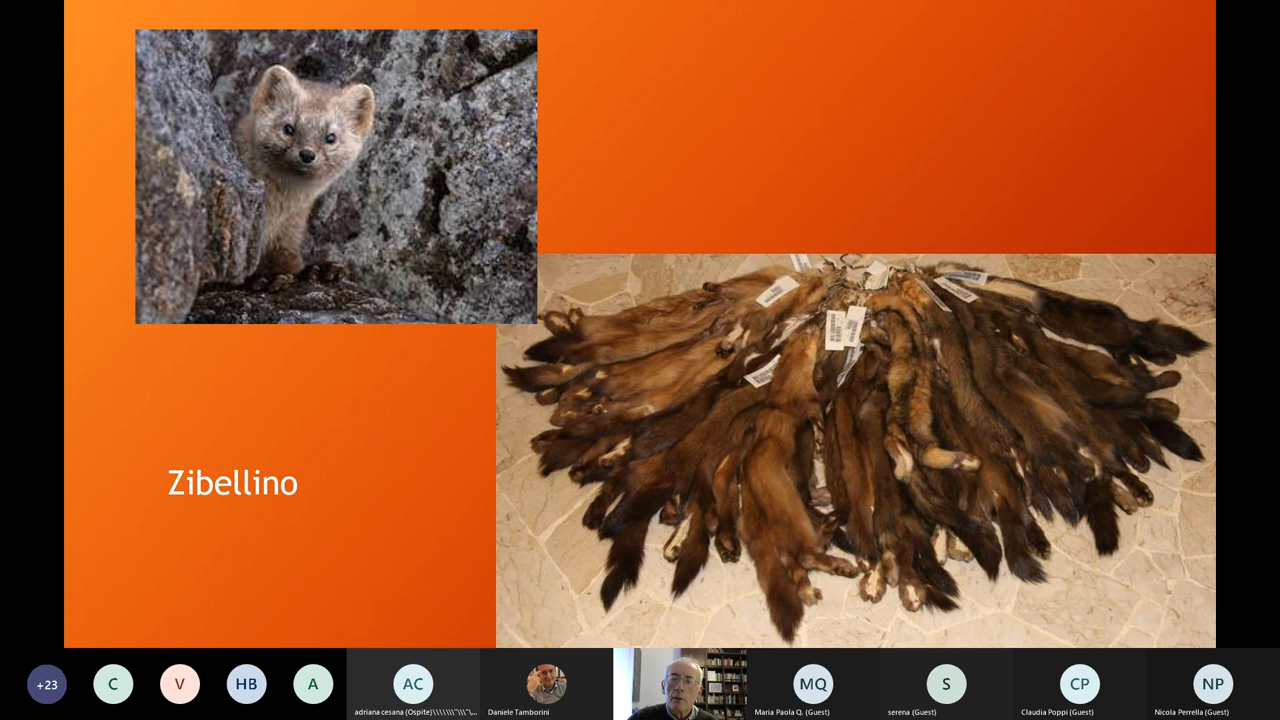 Zibellino
+23
C
V
HB
A
AC
adriana cesana (Ospite)\\\\\\\"\\\"\...
Daniele Tamborini
MQ
Maria Paola Q. (Guest)
S
serena (Guest)
CP
Claudia Poppi (Guest)
NP
Nicola Perrella (Guest)